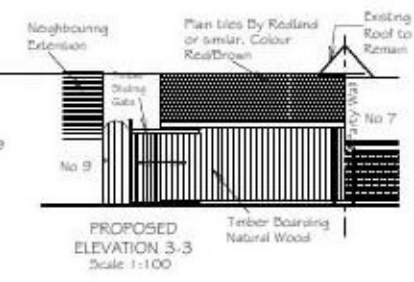 Neighbouring
Extension
Plain tiles By Redland
or similar, Colour
Red/Brown
Existing
Roof to
Remain
Timber
Sliding
Gate
Party Wall
No 7
No 9
PROPOSED
ELEVATION 3-3
Scale 1:100
Timber Boarding
Natural Wood